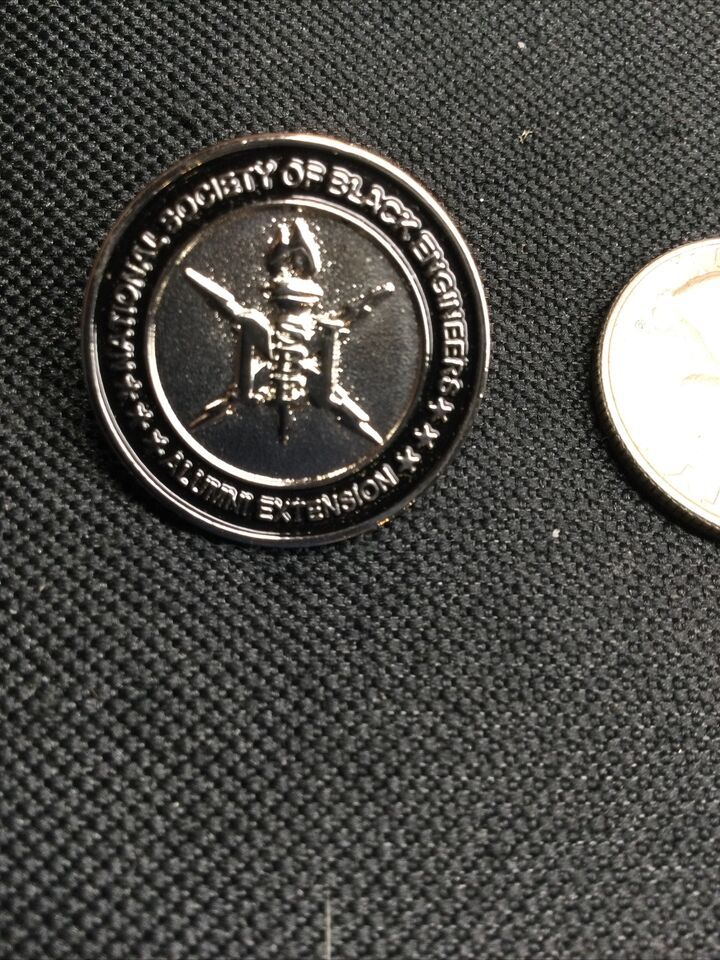 NATIONAL SOCIETY OF BLACK ENGINEERS
ALUMNI EXTENSION